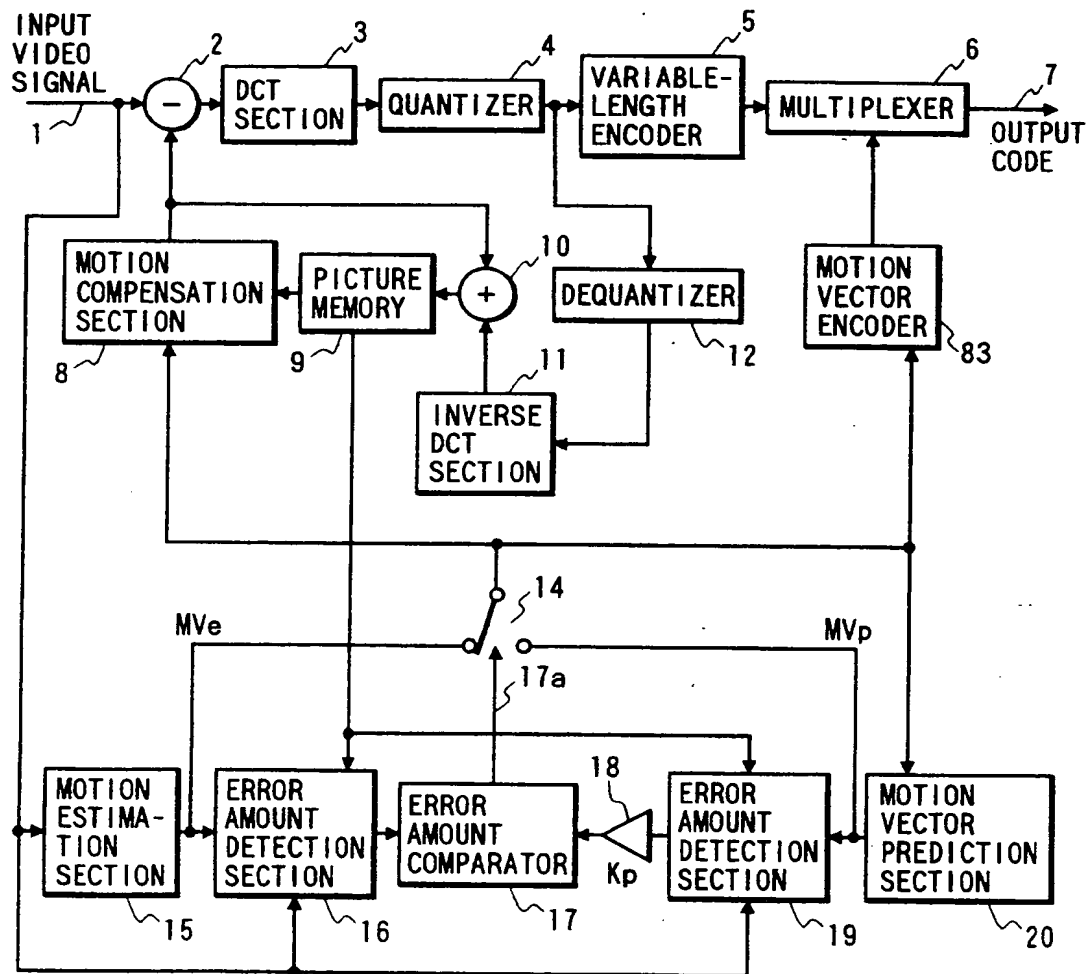 INPUT
VIDEO
SIGNAL
1
2
3
DCT
SECTION
4
QUANTIZER
5
VARIABLE-
LENGTH
ENCODER
6
MULTIPLEXER
7
OUTPUT
CODE
MOTION
COMPENSATION
SECTION
8
PICTURE
MEMORY
9
10
11
INVERSE
DCT
SECTION
DEQUANTIZER
12
MOTION
VECTOR
ENCODER
83
MVe
14
MVp
17a
MOTION
ESTIMA-
TION
SECTION
15
ERROR
AMOUNT
DETECTION
SECTION
16
ERROR
AMOUNT
COMPARATOR
17
18
Kp
ERROR
AMOUNT
DETECTION
SECTION
19
MOTION
VECTOR
PREDICTION
SECTION
20